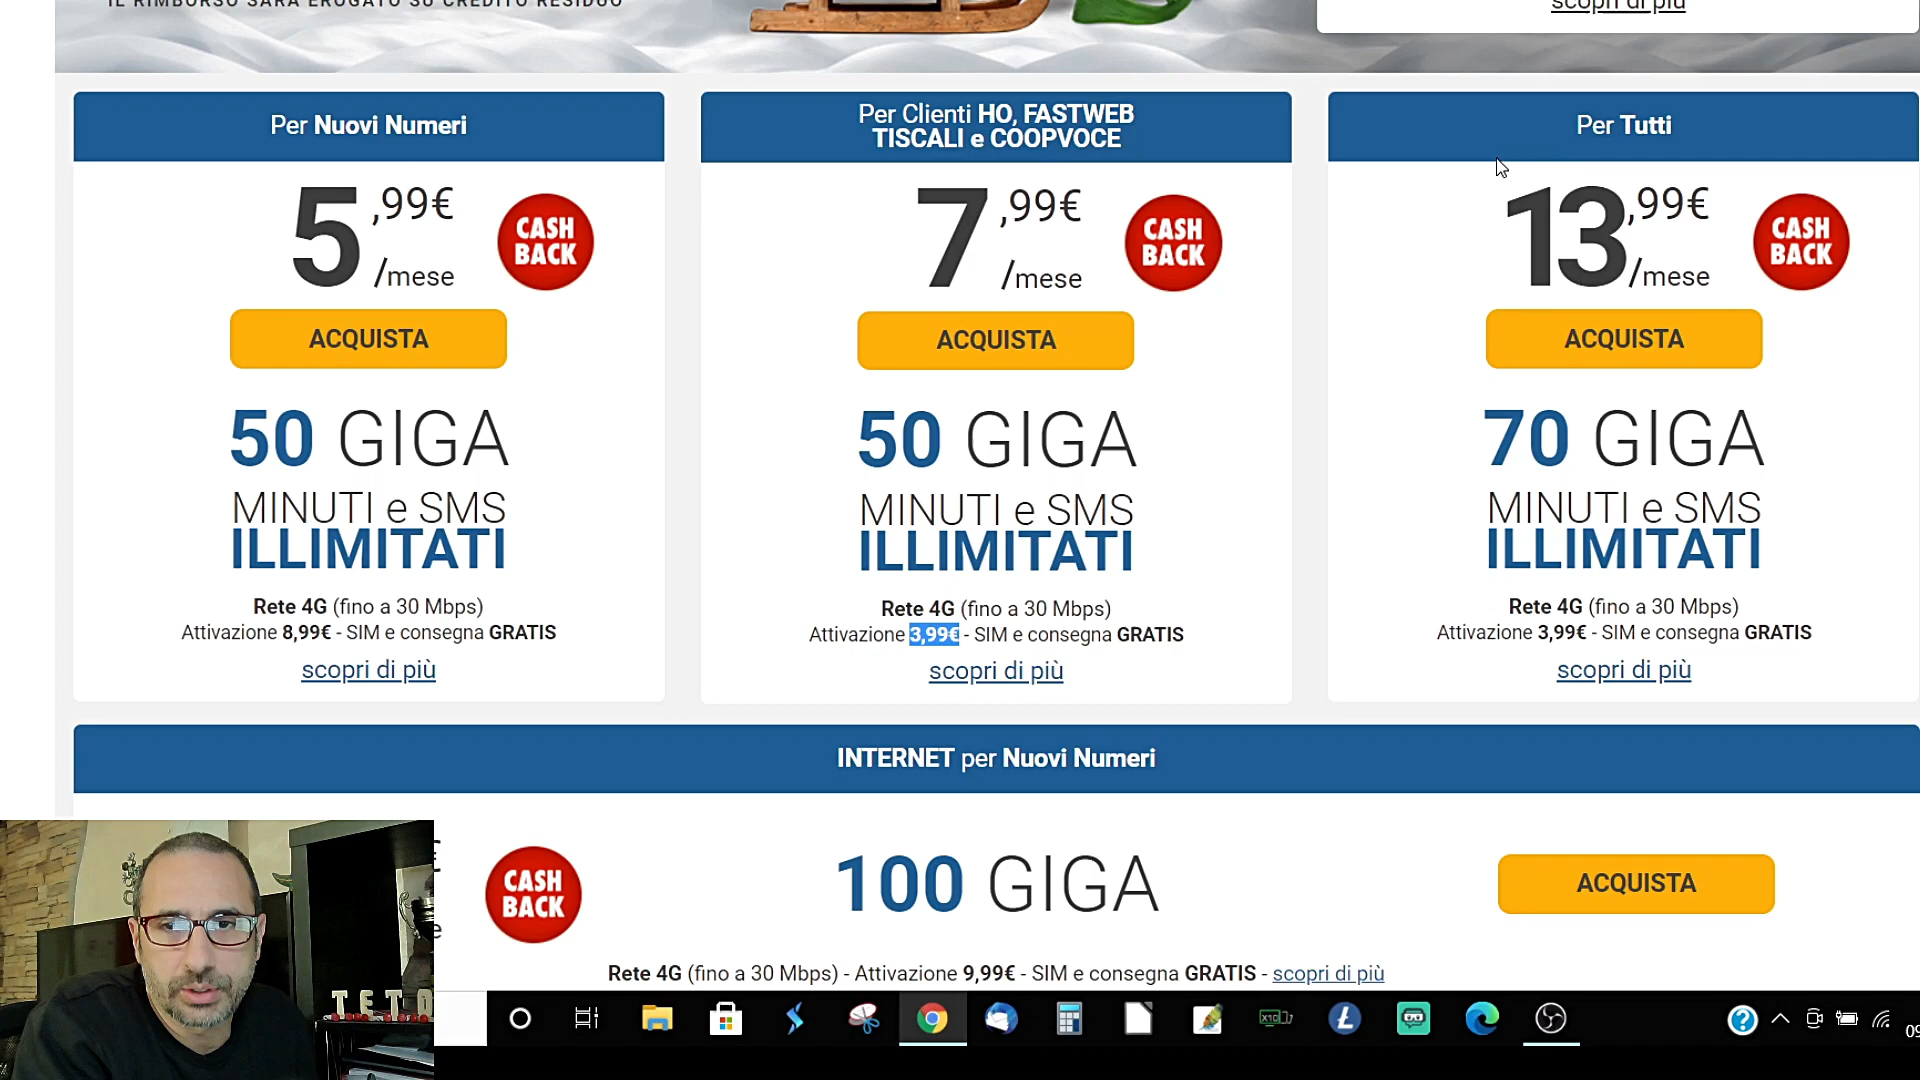 IL RIMBORSO SARÀ EROGATO SU CREDITO RESIDUO
scopri di più
Per Nuovi Numeri
5,99€
/mese
CASH
BACK
ACQUISTA
50 GIGA
MINUTI e SMS
ILLIMITATI
Rete 4G (fino a 30 Mbps)
Attivazione 8,99€ - SIM e consegna GRATIS
scopri di più
Per Clienti HO, FASTWEB
TISCALI e COOPVOCE
7,99€
/mese
CASH
BACK
ACQUISTA
50 GIGA
MINUTI e SMS
ILLIMITATI
Rete 4G (fino a 30 Mbps)
Attivazione 3,99€ - SIM e consegna GRATIS
scopri di più
Per Tutti
13,99€
/mese
CASH
BACK
ACQUISTA
70 GIGA
MINUTI e SMS
ILLIMITATI
Rete 4G (fino a 30 Mbps)
Attivazione 3,99€ - SIM e consegna GRATIS
scopri di più
INTERNET per Nuovi Numeri
€
e
CASH
BACK
100 GIGA
ACQUISTA
Rete 4G (fino a 30 Mbps) - Attivazione 9,99€ - SIM e consegna GRATIS - scopri di più
TETO
09